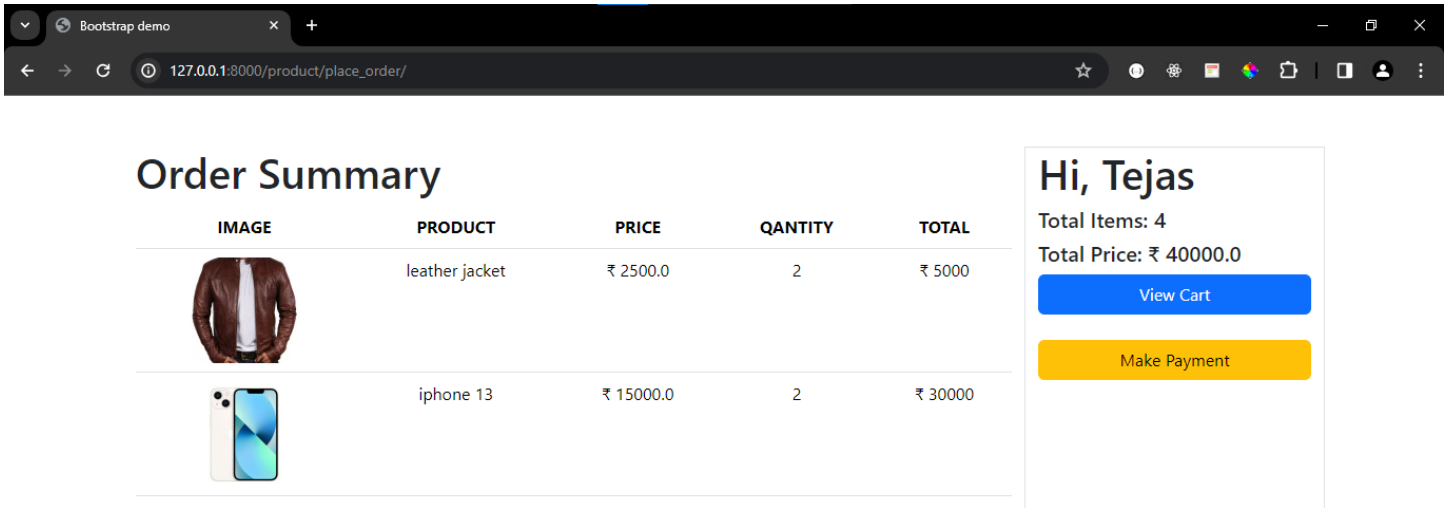 Bootstrap demo
127.0.0.1:8000/product/place_order/
Order Summary
IMAGE PRODUCT PRICE QANTITY TOTAL
leather jacket ₹ 2500.0 2 ₹ 5000
iphone 13 ₹ 15000.0 2 ₹ 30000
Hi, Tejas
Total Items: 4
Total Price: ₹ 40000.0
View Cart
Make Payment